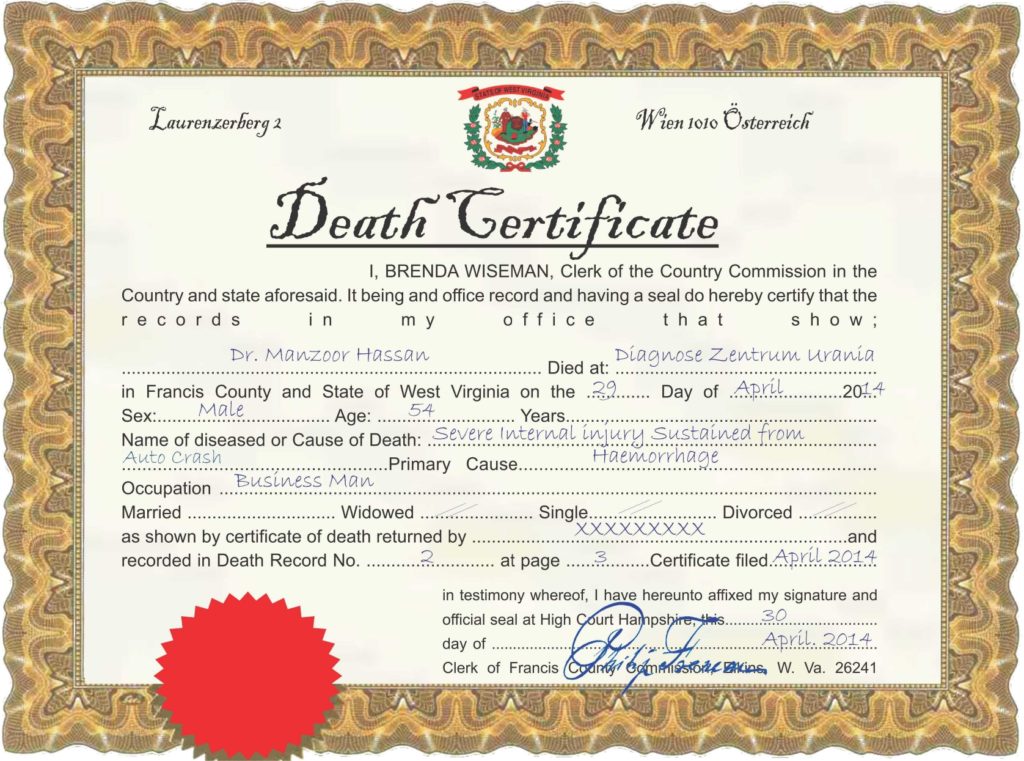 Laurenzerberg 2
STATE OF WEST VIRGINIA
Wien 1010 Österreich
Death Certificate
I, BRENDA WISEMAN, Clerk of the Country Commission in the
Country and state aforesaid. It being and office record and having a seal do hereby certify that the
records in my office that show;
Dr. Manzoor Hassan Died at: Diagnose Zentrum Urania
in Francis County and State of West Virginia on the 29 Day of April 2014
Sex: Male Age: 54 Years
Name of diseased or Cause of Death: Severe Internal injury Sustained from
Auto Crash Primary Cause Haemorrhage
Occupation Business Man
Married Widowed Single Divorced
as shown by certificate of death returned by XXXXXXXXX and
recorded in Death Record No. 2 at page 3 Certificate filed April 2014
in testimony whereof, I have hereunto affixed my signature and
official seal at High Court Hampshire, this 30
day of April. 2014
Clerk of Francis County Commission, Elkins, W. Va. 26241